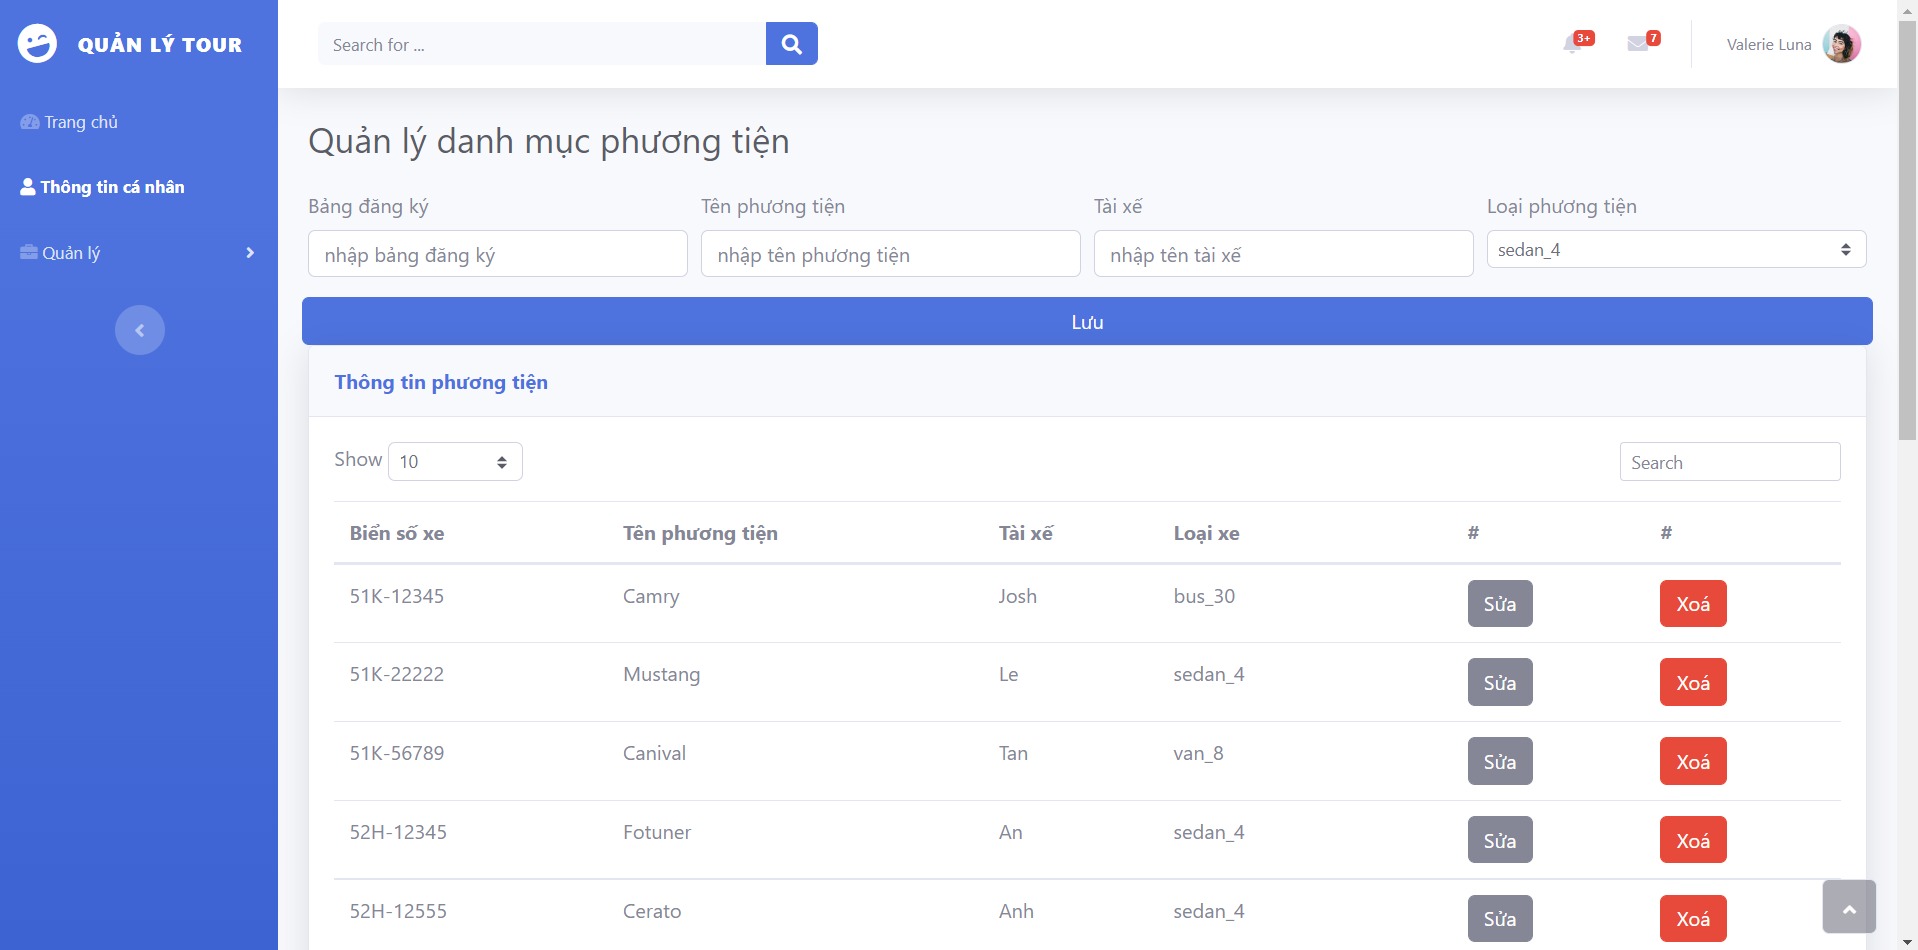 QUẢN LÝ TOUR
Search for ...
3+
7
Valerie Luna
Trang chủ
Thông tin cá nhân
Quản lý
Quản lý danh mục phương tiện
Bảng đăng ký
Tên phương tiện
Tài xế
Loại phương tiện
nhập bảng đăng ký
nhập tên phương tiện
nhập tên tài xế
sedan_4
Lưu
Thông tin phương tiện
Show 10
Search
Biển số xe Tên phương tiện Tài xế Loại xe # #
51K-12345 Camry Josh bus_30 Sửa Xoá
51K-22222 Mustang Le sedan_4 Sửa Xoá
51K-56789 Canival Tan van_8 Sửa Xoá
52H-12345 Fotuner An sedan_4 Sửa Xoá
52H-12555 Cerato Anh sedan_4 Sửa Xoá